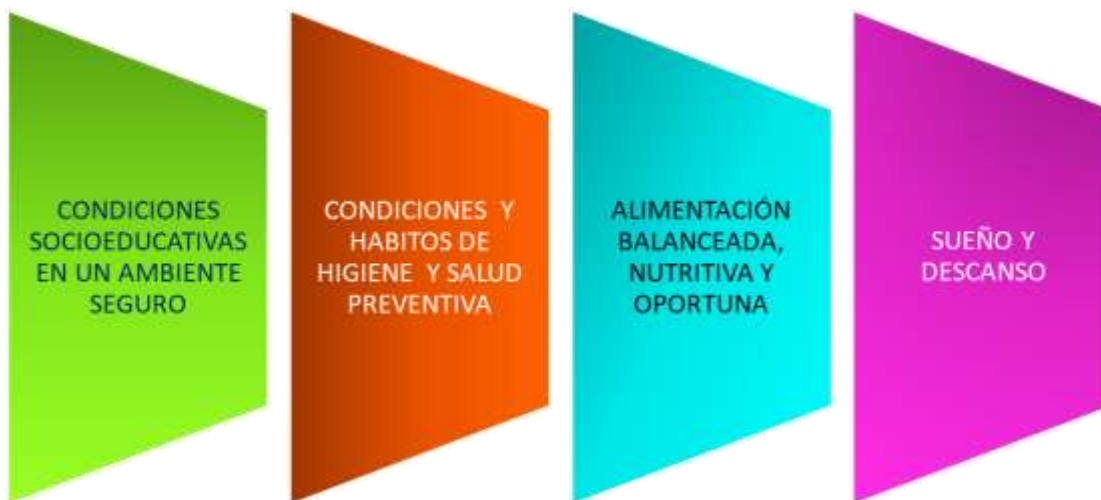 CONDICIONES
SOCIOEDUCATIVAS
EN UN AMBIENTE
SEGURO
CONDICIONES Y
HABITOS DE
HIGIENE Y SALUD
PREVENTIVA
ALIMENTACIÓN
BALANCEADA,
NUTRITIVA Y
OPORTUNA
SUEÑO Y
DESCANSO